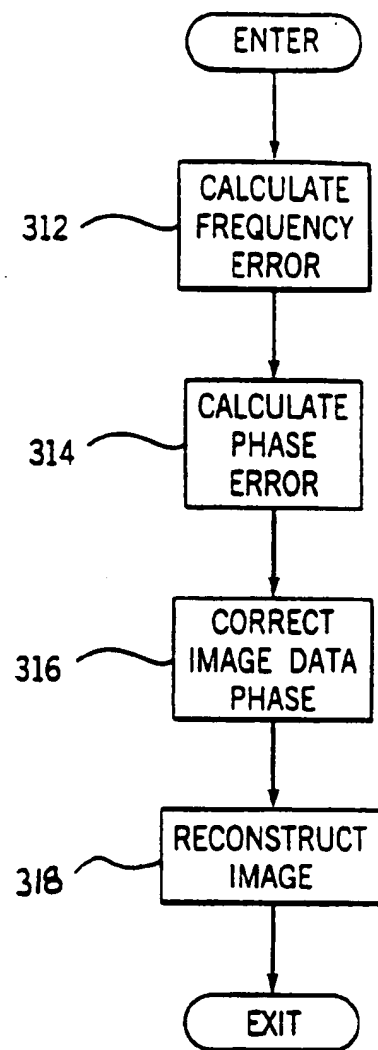 ENTER
312
CALCULATE
FREQUENCY
ERROR
314
CALCULATE
PHASE
ERROR
316
CORRECT
IMAGE DATA
PHASE
318
RECONSTRUCT
IMAGE
EXIT